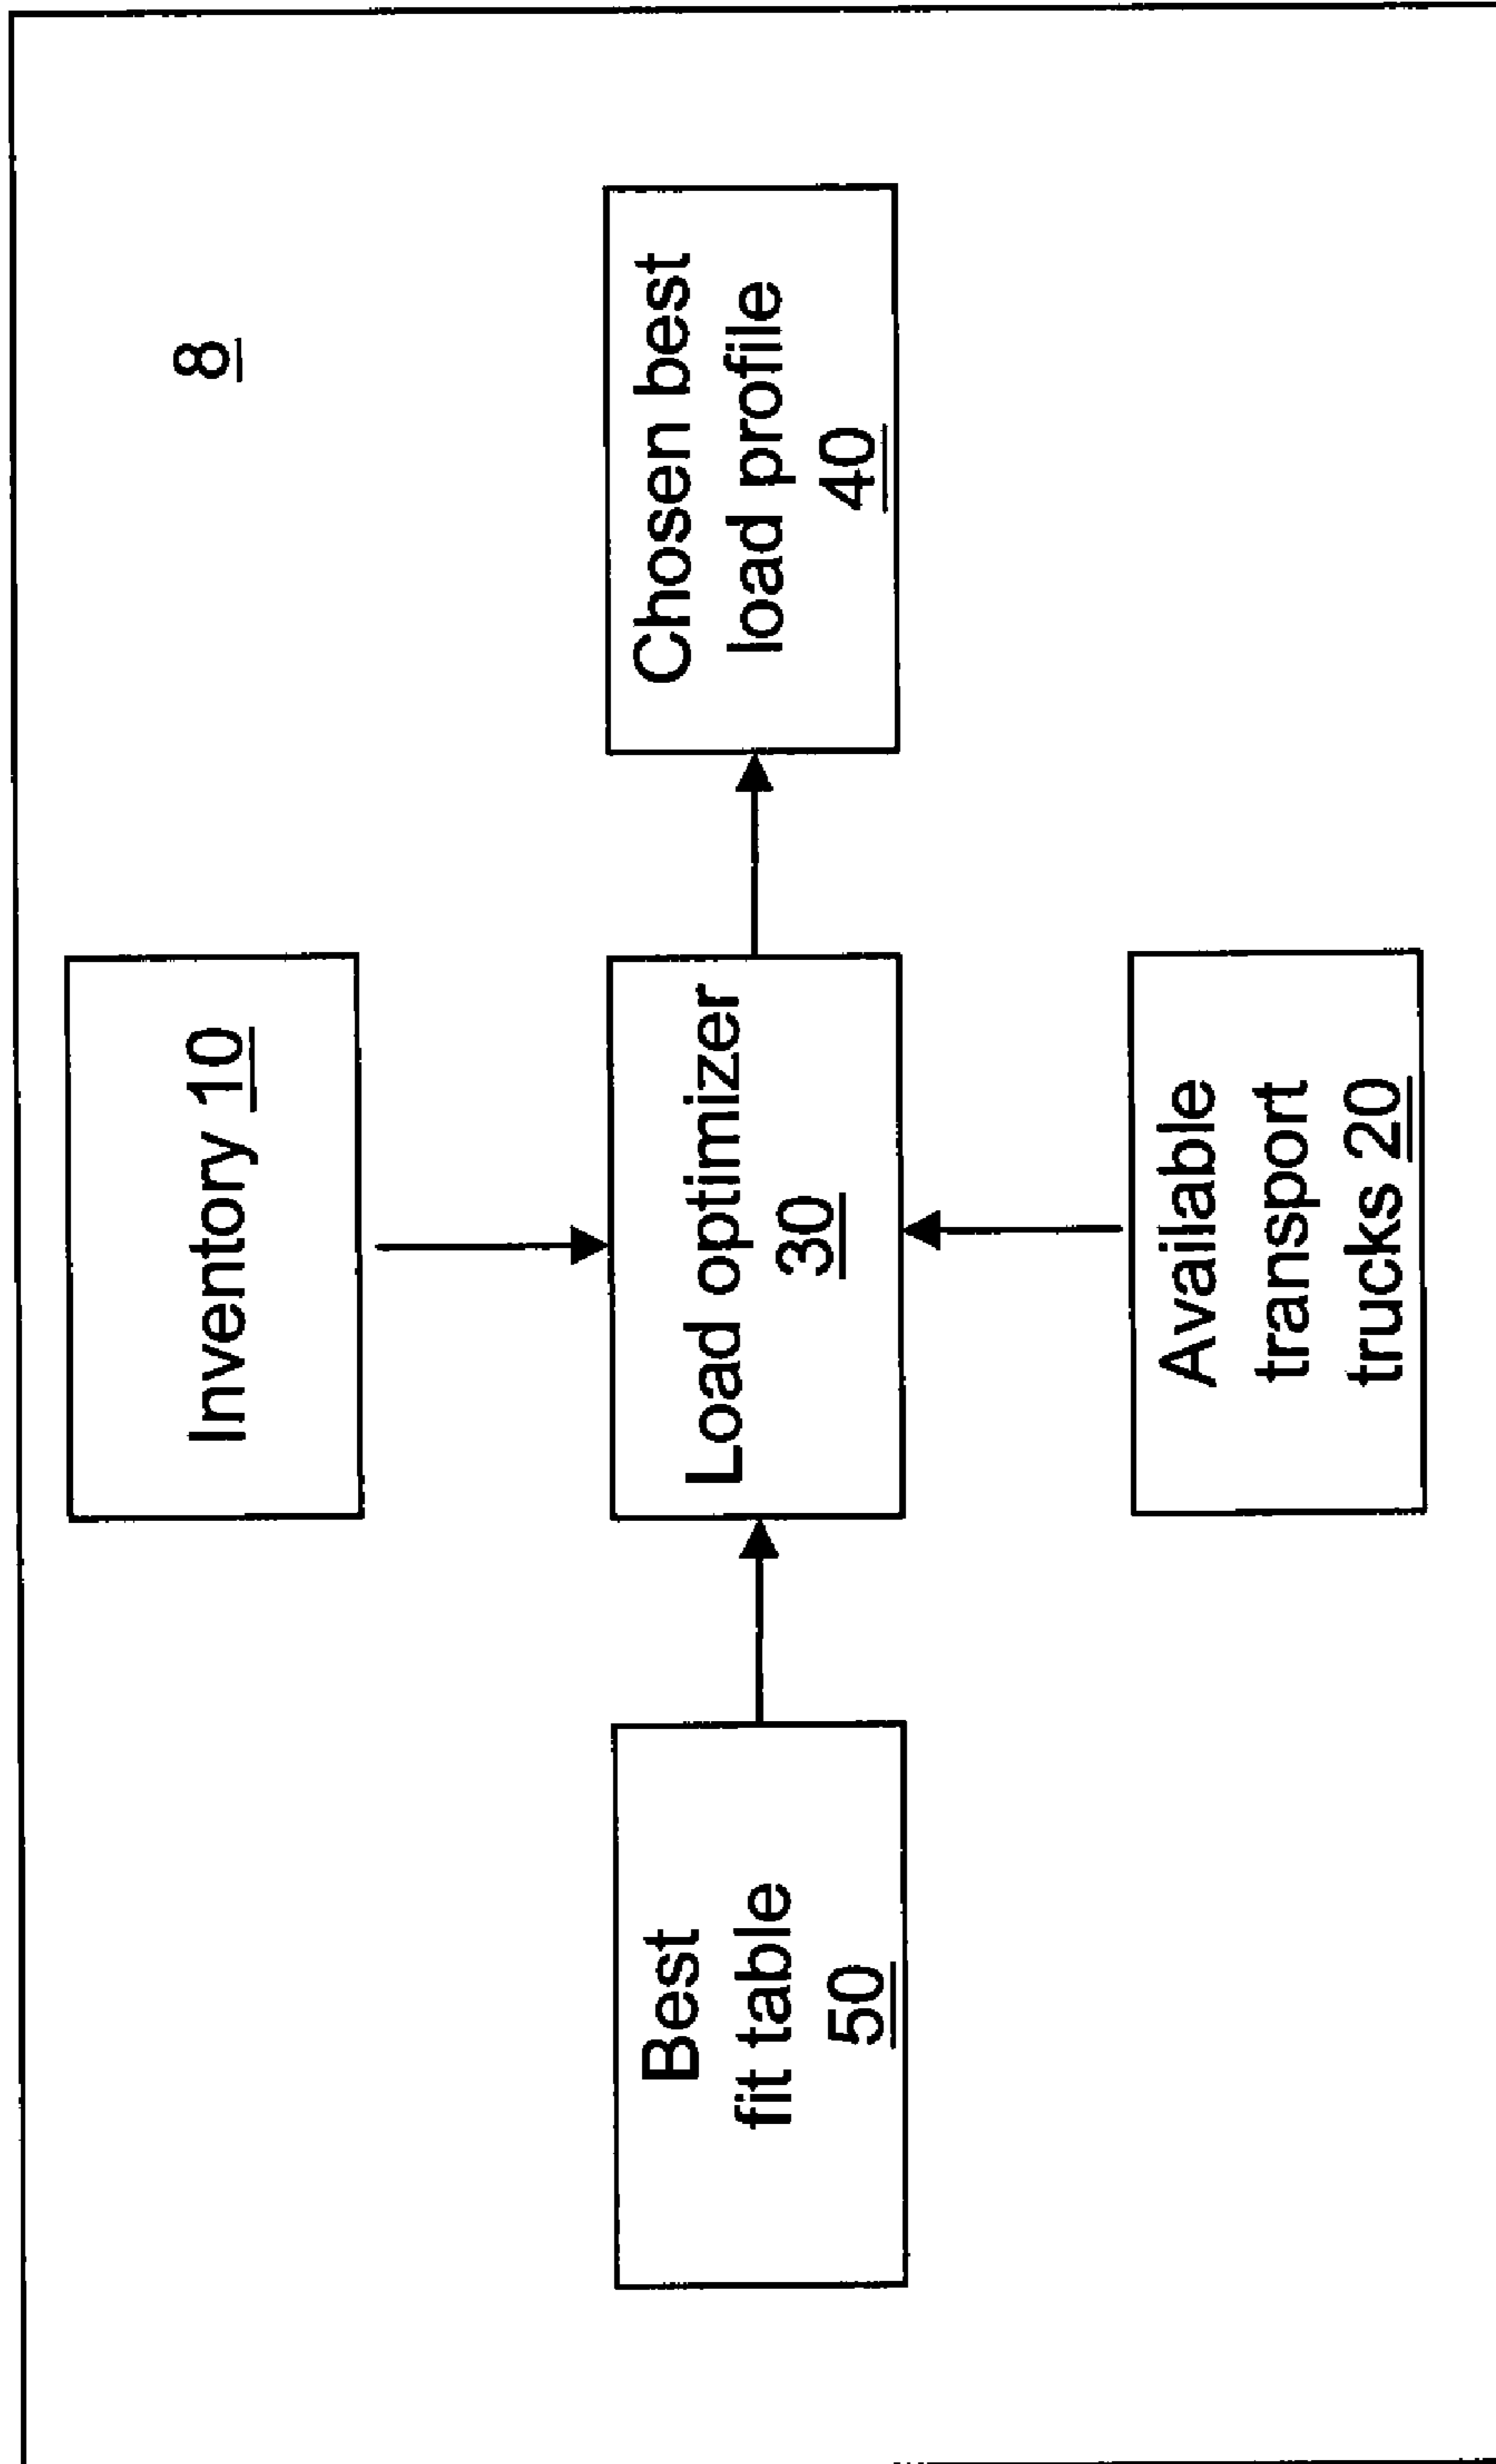 8
Inventory 10
Best
fit table
50
Load optimizer
30
Chosen best
load profile
40
Available
transport
trucks 20